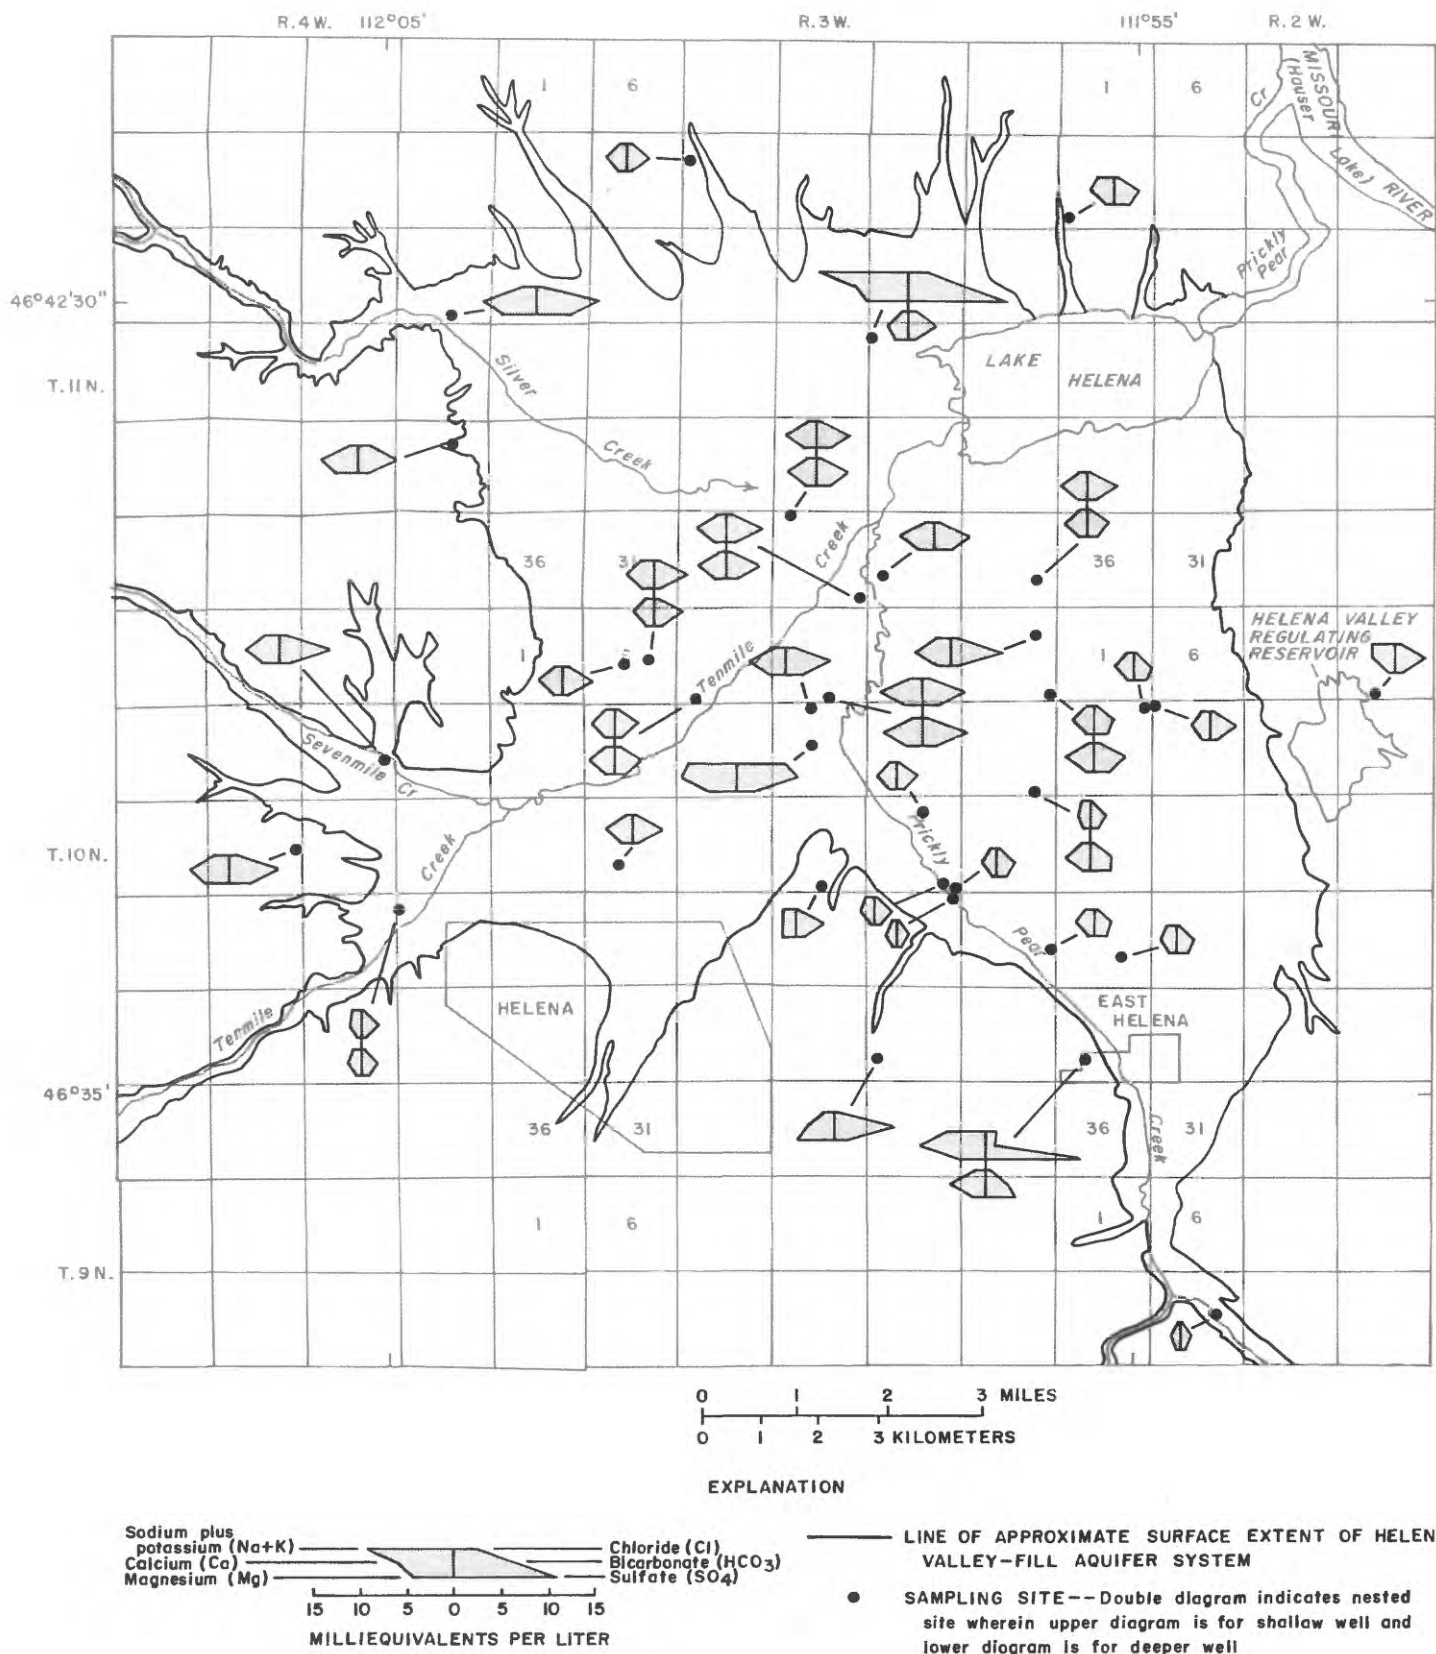 R.4W. 112°05' R.3W. 111°55' R.2W.
1 6 1 6
Cr
MISSOURI RIVER
(Hauser Lake)
Prickly
Pear
46°42'30"
Silver
LAKE
HELENA
T.11N.
Creek
Creek
36 31 36 31
HELENA VALLEY
REGULATING
RESERVOIR
1 1 6
Tenmile
Sevenmile
Cr
Prickly
Creek
T.10N.
Pear
HELENA
EAST
HELENA
Tenmile
46°35'
36 31 36 31
Creek
1 6 1 6
T.9N.
0 1 2 3 MILES
0 1 2 3 KILOMETERS
EXPLANATION
Sodium plus
potassium (Na+K)
Calcium (Ca)
Magnesium (Mg)
Chloride (Cl)
Bicarbonate (HCO3)
Sulfate (SO4)
15 10 5 0 5 10 15
MILLIEQUIVALENTS PER LITER
LINE OF APPROXIMATE SURFACE EXTENT OF HELEN
VALLEY-FILL AQUIFER SYSTEM
SAMPLING SITE--Double diagram indicates nested
site wherein upper diagram is for shallaw well and
lower diogram is for deeper well